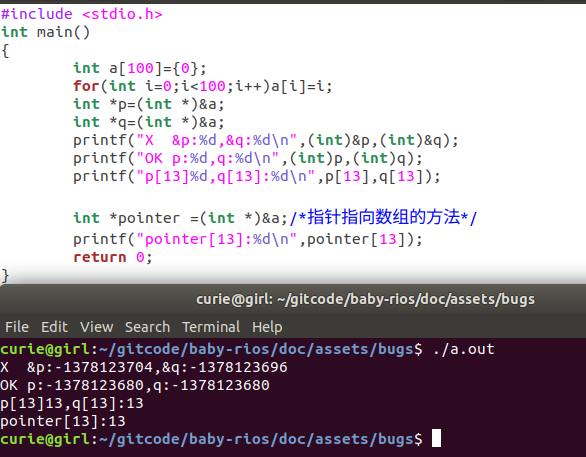 #include <stdio.h>
int main()
{
        int a[100]={0};
        for(int i=0;i<100;i++)a[i]=i;
        int *p=(int *)&a;
        int *q=(int *)&a;
        printf("X  &p:%d,&q:%d\n",(int)&p,(int)&q);
        printf("OK p:%d,q:%d\n",(int)p,(int)q);
        printf("p[13]%d,q[13]:%d\n",p[13],q[13]);
        int *pointer =(int *)&a;/*指针指向数组的方法*/
        printf("pointer[13]:%d\n",pointer[13]);
        return 0;
}
curie@girl: ~/gitcode/baby-rios/doc/assets/bugs
File Edit View Search Terminal Help
curie@girl:~/gitcode/baby-rios/doc/assets/bugs$ ./a.out
X  &p:-1378123704,&q:-1378123696
OK p:-1378123680,q:-1378123680
p[13]13,q[13]:13
pointer[13]:13
curie@girl:~/gitcode/baby-rios/doc/assets/bugs$